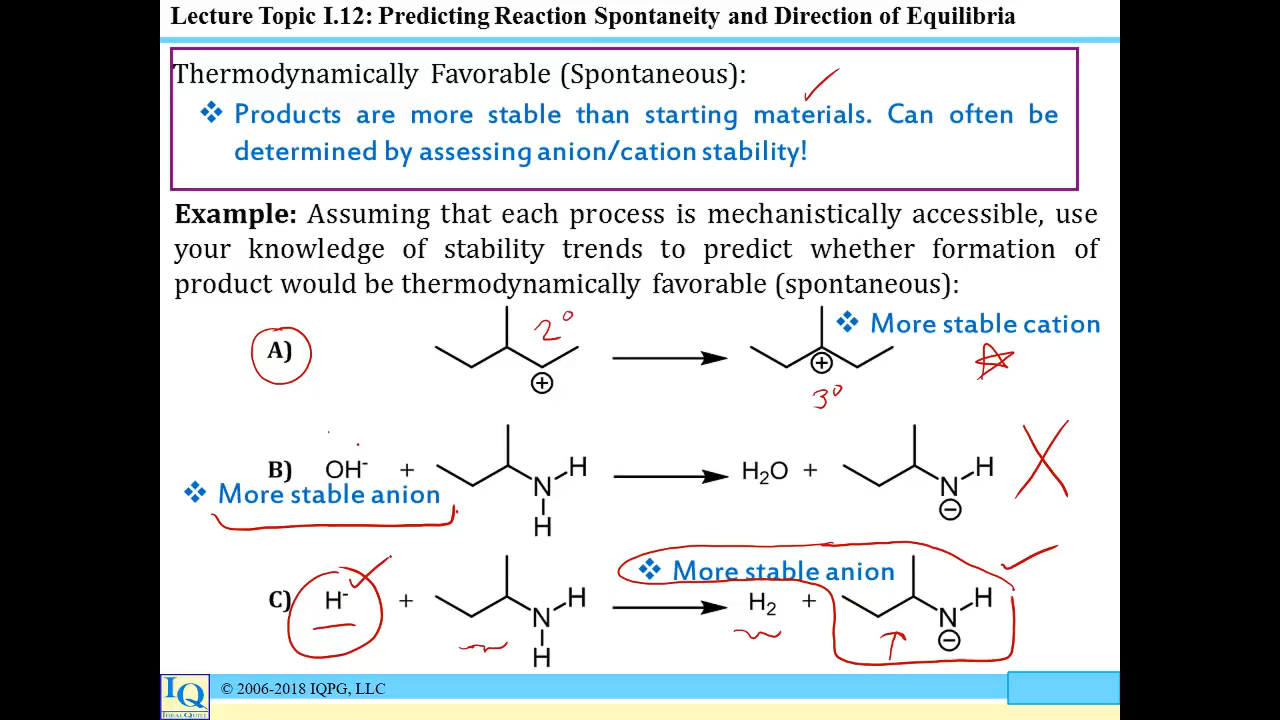 Lecture Topic I.12: Predicting Reaction Spontaneity and Direction of Equilibria
Thermodynamically Favorable (Spontaneous):
❖ Products are more stable than starting materials. Can often be
determined by assessing anion/cation stability!
Example: Assuming that each process is mechanistically accessible, use
your knowledge of stability trends to predict whether formation of
product would be thermodynamically favorable (spontaneous):
2°
❖ More stable cation
A)
⊕
⊕
3°
B) OH⁻ + N H H H₂O + N H ⊖
❖ More stable anion
❖ More stable anion
C) H⁻ + N H H H₂ + N H ⊖
IQ
TOTAL QUIET
© 2006-2018 IQPG, LLC